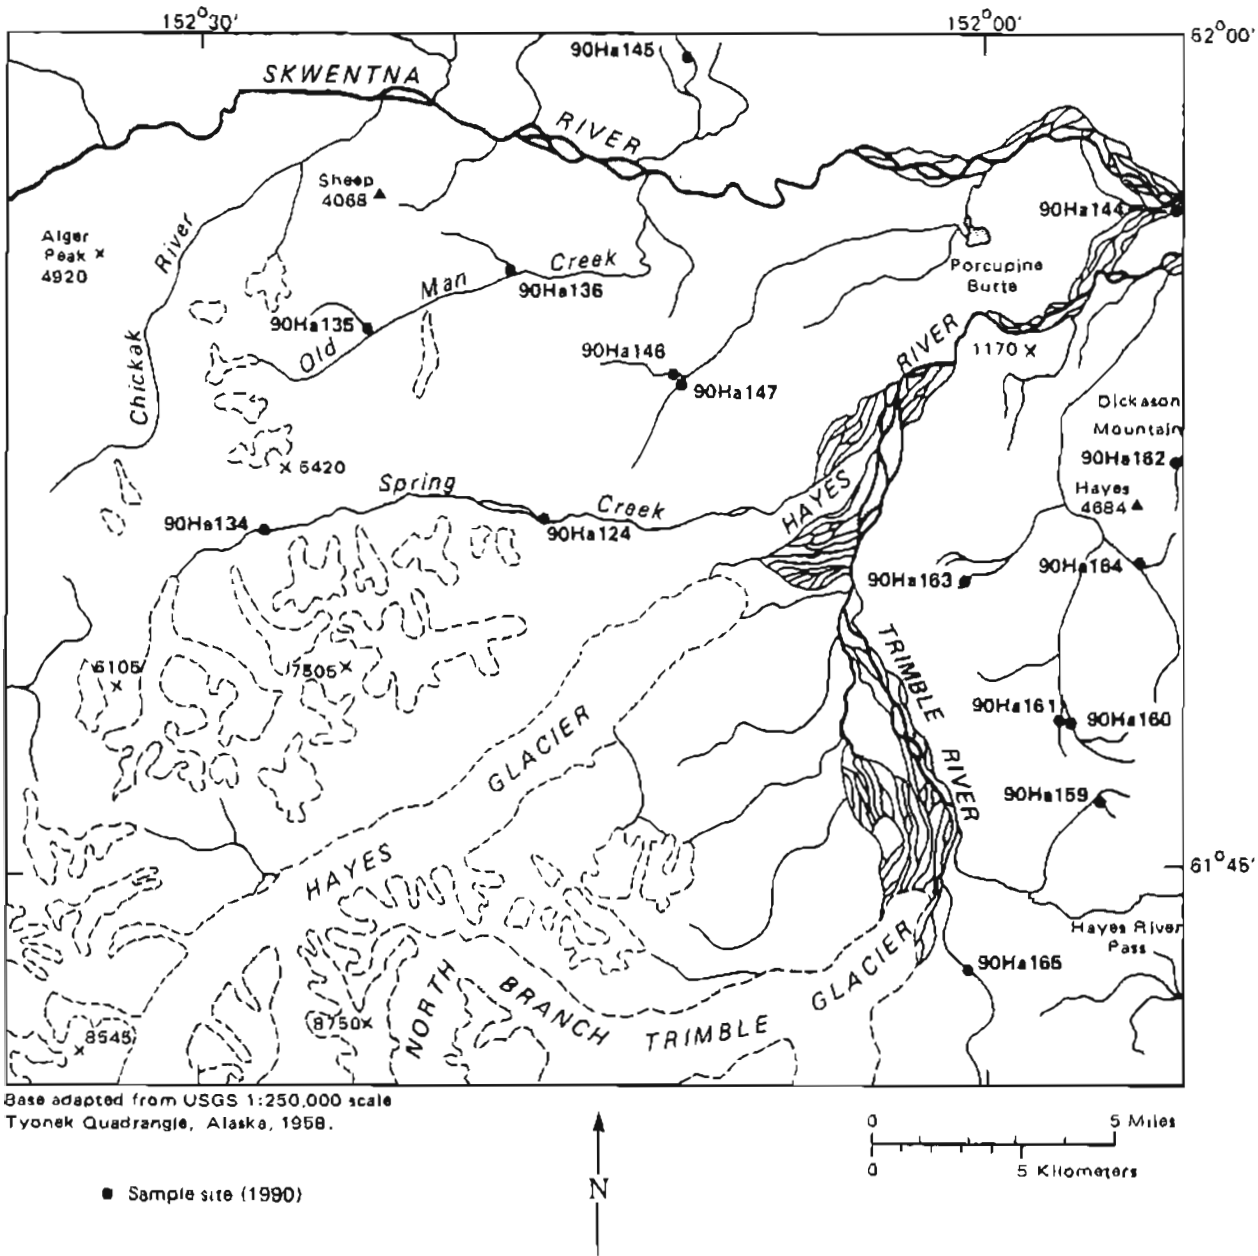 152°30'
152°00'
62°00'
90Ha145
SKWENTNA
RIVER
Sheep
4068
90Ha144
Alger
Peak
4920
Chickak River
Creek
Man
Old
90Ha136
Porcupine
Butte
90Ha135
RIVER
1170
90Ha146
90Ha147
Dickason
Mountain
90Ha162
6420
Spring
Creek
HAYES
Hayes
4684
90Ha134
90Ha124
90Ha163
90Ha164
TRIMBLE
RIVER
6105
7505
90Ha161
90Ha160
GLACIER
90Ha159
HAYES
61°45'
Hayes River
Pass
90Ha165
GLACIER
NORTH
BRANCH
TRIMBLE
8750
8545
Base adapted from USGS 1:250,000 scale
Tyonek Quadrangle, Alaska, 1958.
0 5 Miles
0 5 Kilometers
Sample site (1990)
N